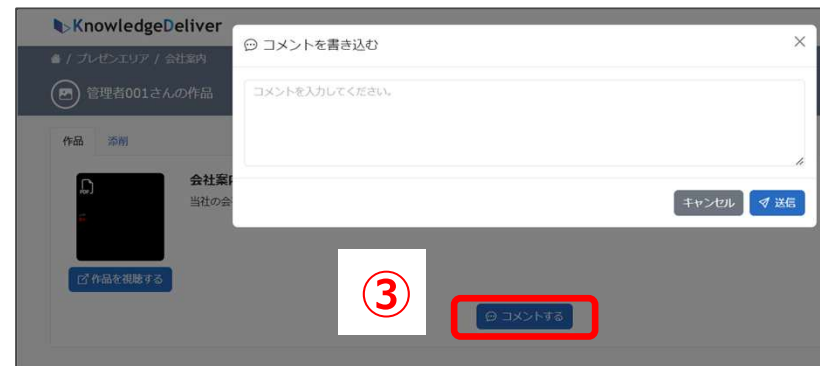 KnowledgeDeliver
/ プレゼンエリア / 会社案内
管理者001さんの作品
コメントを書き込む
コメントを入力してください。
キャンセル
送信
作品
添削
PDF
会社案
当社の会
作品を視聴する
③
コメントする